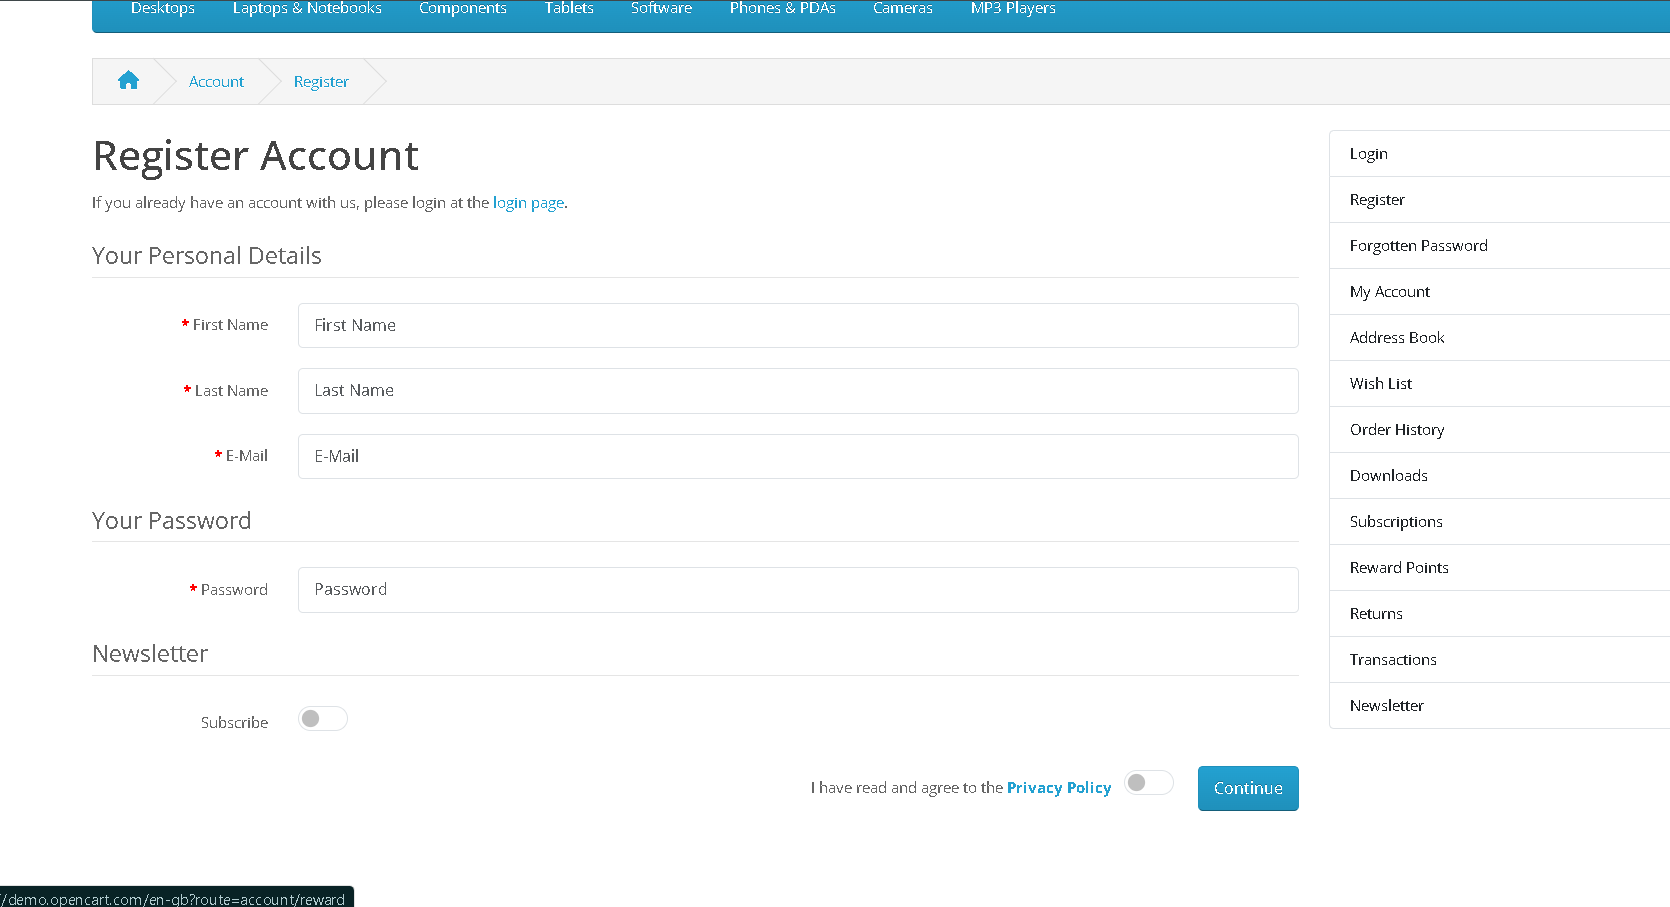 Desktops Laptops & Notebooks Components Tablets Software Phones & PDAs Cameras MP3 Players
Account Register
Register Account
If you already have an account with us, please login at the login page.
Your Personal Details
* First Name First Name
* Last Name Last Name
* E-Mail E-Mail
Your Password
* Password Password
Newsletter
Subscribe
I have read and agree to the Privacy Policy Continue
Login
Register
Forgotten Password
My Account
Address Book
Wish List
Order History
Downloads
Subscriptions
Reward Points
Returns
Transactions
Newsletter
/demo.opencart.com/en-gb?route=account/reward